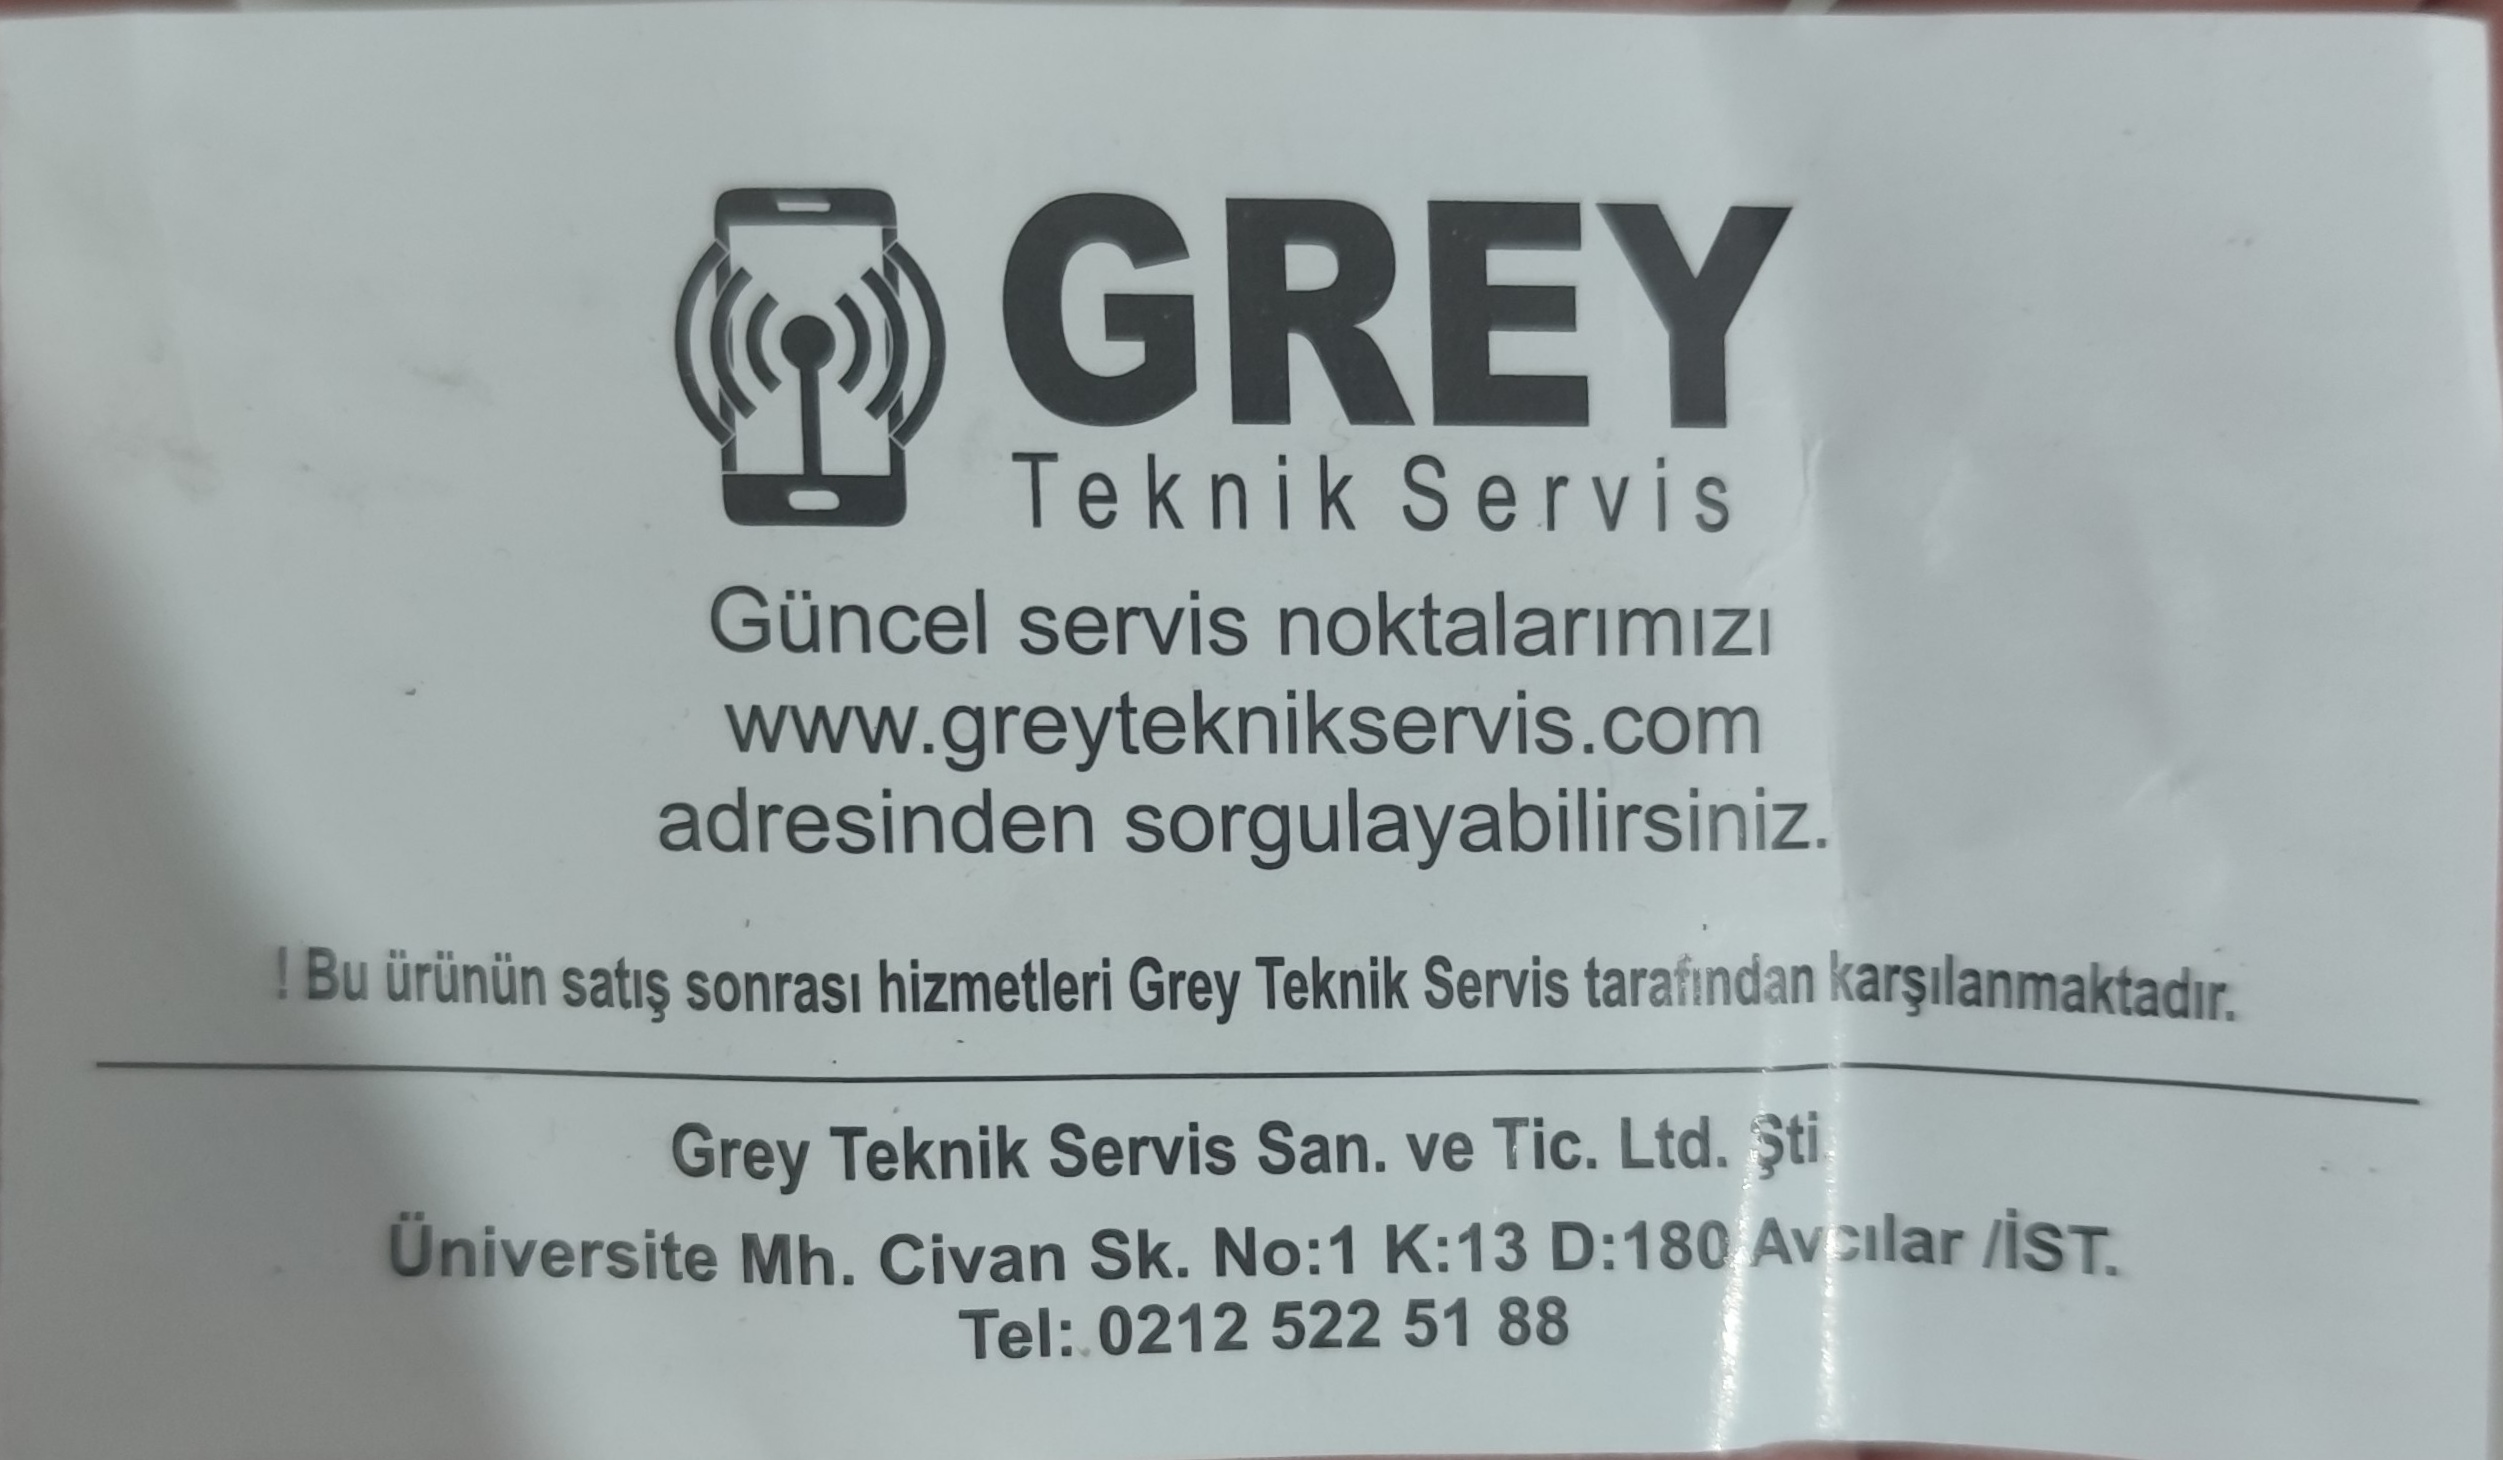 GREY
Teknik Servis
Güncel servis noktalarımızı
www.greyteknikservis.com
adresinden sorgulayabilirsiniz.
! Bu ürünün satış sonrası hizmetleri Grey Teknik Servis tarafından karşılanmaktadır.
Grey Teknik Servis San. ve Tic. Ltd. Şti.
Üniversite Mh. Civan Sk. No:1 K:13 D:180 Avcılar /İST.
Tel: 0212 522 51 88